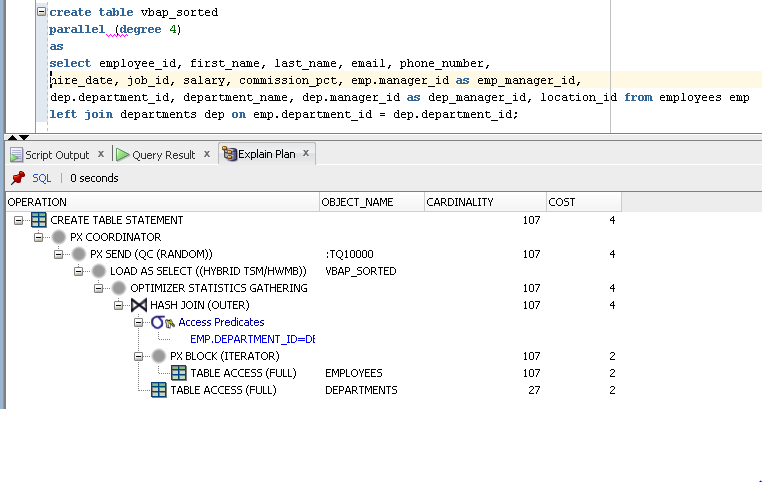 create table vbap_sorted
parallel (degree 4)
as
select employee_id, first_name, last_name, email, phone_number,
hire_date, job_id, salary, commission_pct, emp.manager_id as emp_manager_id,
dep.department_id, department_name, dep.manager_id as dep_manager_id, location_id from employees emp
left join departments dep on emp.department_id = dep.department_id;
Script Output x Query Result x Explain Plan x
SQL | 0 seconds
OPERATION OBJECT_NAME CARDINALITY COST
CREATE TABLE STATEMENT 107 4
PX COORDINATOR
PX SEND (QC (RANDOM)) :TQ10000 107 4
LOAD AS SELECT ((HYBRID TSM/HWMB)) VBAP_SORTED
OPTIMIZER STATISTICS GATHERING 107 4
HASH JOIN (OUTER) 107 4
Access Predicates
EMP.DEPARTMENT_ID=DE
PX BLOCK (ITERATOR) 107 2
TABLE ACCESS (FULL) EMPLOYEES 107 2
TABLE ACCESS (FULL) DEPARTMENTS 27 2